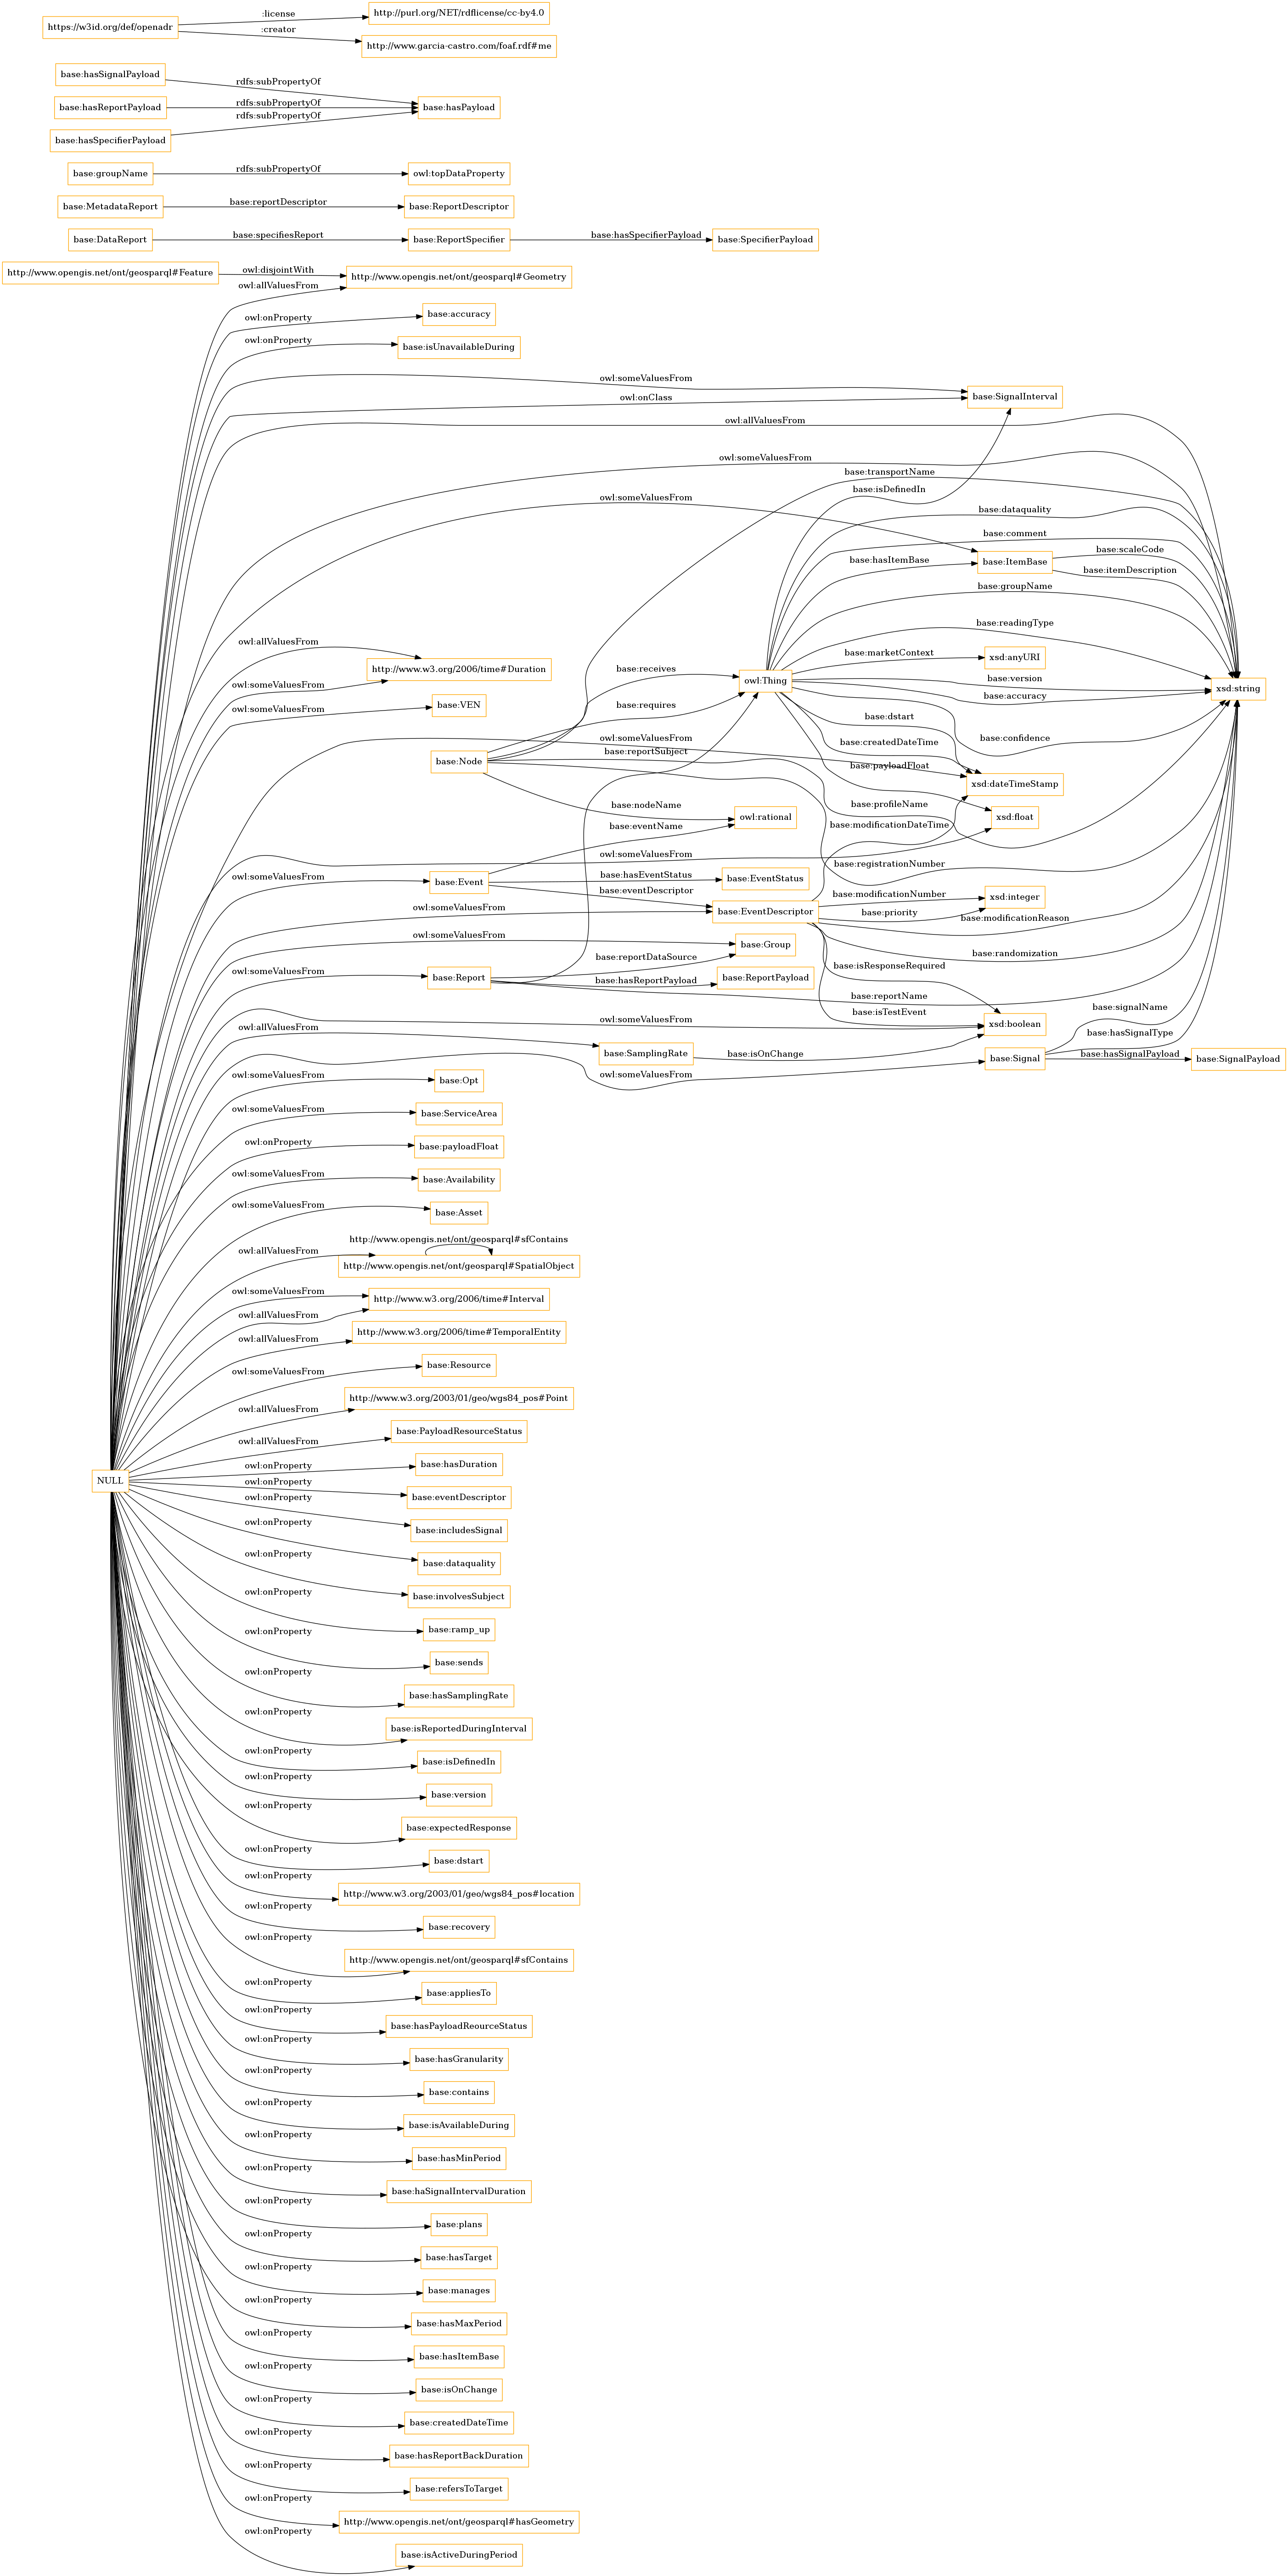 https://w3id.org/def/openadr
:license
http://purl.org/NET/rdflicense/cc-by4.0
:creator
http://www.garcia-castro.com/foaf.rdf#me
base:hasSignalPayload
rdfs:subPropertyOf
base:hasReportPayload
rdfs:subPropertyOf
base:hasPayload
base:hasSpecifierPayload
rdfs:subPropertyOf
base:groupName
rdfs:subPropertyOf
owl:topDataProperty
base:MetadataReport
base:reportDescriptor
base:ReportDescriptor
base:DataReport
base:specifiesReport
base:ReportSpecifier
base:hasSpecifierPayload
base:SpecifierPayload
http://www.opengis.net/ont/geosparql#Feature
owl:disjointWith
http://www.opengis.net/ont/geosparql#Geometry
owl:allValuesFrom
owl:onProperty
base:accuracy
owl:onProperty
base:isUnavailableDuring
owl:someValuesFrom
owl:onClass
base:SignalInterval
owl:allValuesFrom
owl:someValuesFrom
base:transportName
base:isDefinedIn
owl:someValuesFrom
base:dataquality
base:comment
base:hasItemBase
base:ItemBase
base:scaleCode
base:itemDescription
base:groupName
base:readingType
owl:allValuesFrom
http://www.w3.org/2006/time#Duration
owl:someValuesFrom
base:receives
owl:Thing
base:marketContext
xsd:anyURI
base:version
base:accuracy
xsd:string
owl:someValuesFrom
base:VEN
base:requires
base:dstart
base:confidence
owl:someValuesFrom
base:createdDateTime
base:Node
base:reportSubject
base:payloadFloat
xsd:dateTimeStamp
base:nodeName
base:profileName
xsd:float
owl:rational
base:eventName
base:modificationDateTime
owl:someValuesFrom
base:registrationNumber
owl:someValuesFrom
base:Event
base:hasEventStatus
base:EventStatus
base:eventDescriptor
base:modificationNumber
xsd:integer
owl:someValuesFrom
base:EventDescriptor
base:priority
base:modificationReason
owl:someValuesFrom
base:Group
base:randomization
base:reportDataSource
base:isResponseRequired
owl:someValuesFrom
base:Report
base:hasReportPayload
base:ReportPayload
base:reportName
base:isTestEvent
owl:someValuesFrom
xsd:boolean
base:signalName
owl:allValuesFrom
base:SamplingRate
base:isOnChange
base:hasSignalType
base:Signal
base:hasSignalPayload
base:SignalPayload
owl:someValuesFrom
owl:someValuesFrom
base:Opt
owl:someValuesFrom
base:ServiceArea
owl:onProperty
base:payloadFloat
owl:someValuesFrom
base:Availability
owl:someValuesFrom
base:Asset
http://www.opengis.net/ont/geosparql#sfContains
owl:allValuesFrom
http://www.opengis.net/ont/geosparql#SpatialObject
owl:someValuesFrom
http://www.w3.org/2006/time#Interval
owl:allValuesFrom
http://www.w3.org/2006/time#TemporalEntity
owl:allValuesFrom
base:Resource
owl:someValuesFrom
http://www.w3.org/2003/01/geo/wgs84_pos#Point
owl:allValuesFrom
base:PayloadResourceStatus
owl:allValuesFrom
NULL
owl:onProperty
base:hasDuration
owl:onProperty
base:eventDescriptor
owl:onProperty
base:includesSignal
owl:onProperty
base:dataquality
owl:onProperty
base:involvesSubject
owl:onProperty
base:ramp_up
owl:onProperty
base:sends
owl:onProperty
base:hasSamplingRate
owl:onProperty
base:isReportedDuringInterval
owl:onProperty
base:isDefinedIn
owl:onProperty
base:version
owl:onProperty
base:expectedResponse
owl:onProperty
base:dstart
owl:onProperty
http://www.w3.org/2003/01/geo/wgs84_pos#location
owl:onProperty
base:recovery
owl:onProperty
http://www.opengis.net/ont/geosparql#sfContains
owl:onProperty
base:appliesTo
owl:onProperty
base:hasPayloadReourceStatus
owl:onProperty
base:hasGranularity
owl:onProperty
base:contains
owl:onProperty
base:isAvailableDuring
owl:onProperty
base:hasMinPeriod
owl:onProperty
base:haSignalIntervalDuration
owl:onProperty
base:plans
owl:onProperty
base:hasTarget
owl:onProperty
base:manages
owl:onProperty
base:hasMaxPeriod
owl:onProperty
base:hasItemBase
owl:onProperty
base:isOnChange
owl:onProperty
base:createdDateTime
owl:onProperty
base:hasReportBackDuration
owl:onProperty
base:refersToTarget
owl:onProperty
http://www.opengis.net/ont/geosparql#hasGeometry
owl:onProperty
base:isActiveDuringPeriod